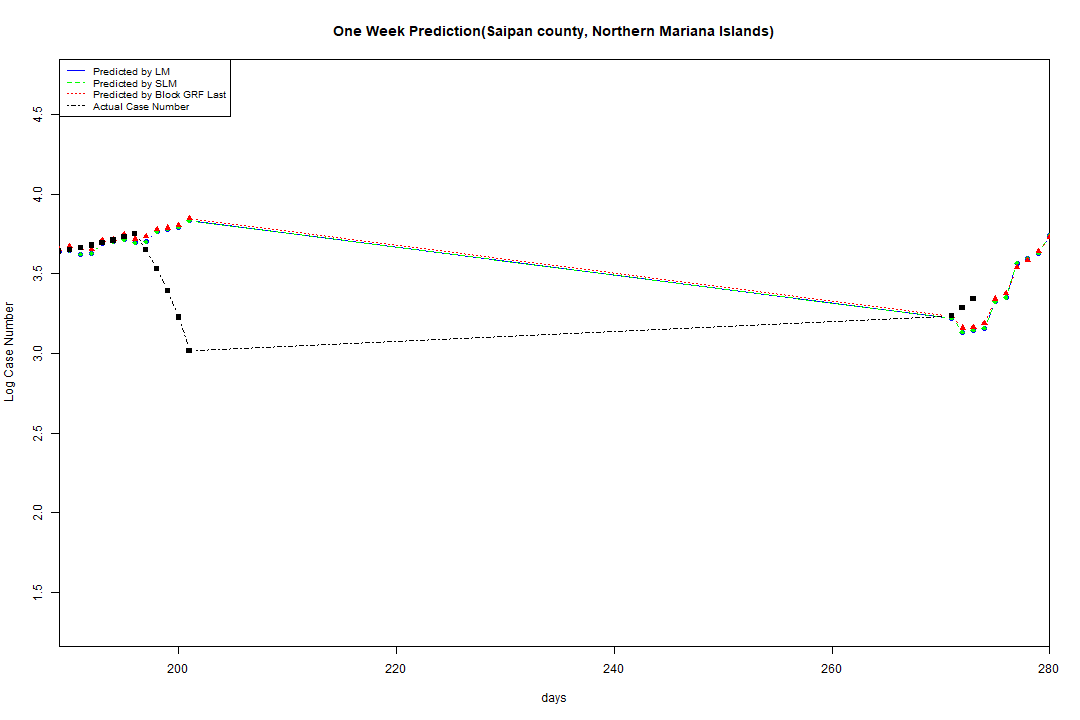 One Week Prediction(Saipan county, Northern Mariana Islands)
Predicted by LM
Predicted by SLM
Predicted by Block GRF Last
Actual Case Number
4.5
4.0
3.5
3.0
2.5
2.0
1.5
Log Case Number
200
220
240
260
280
days